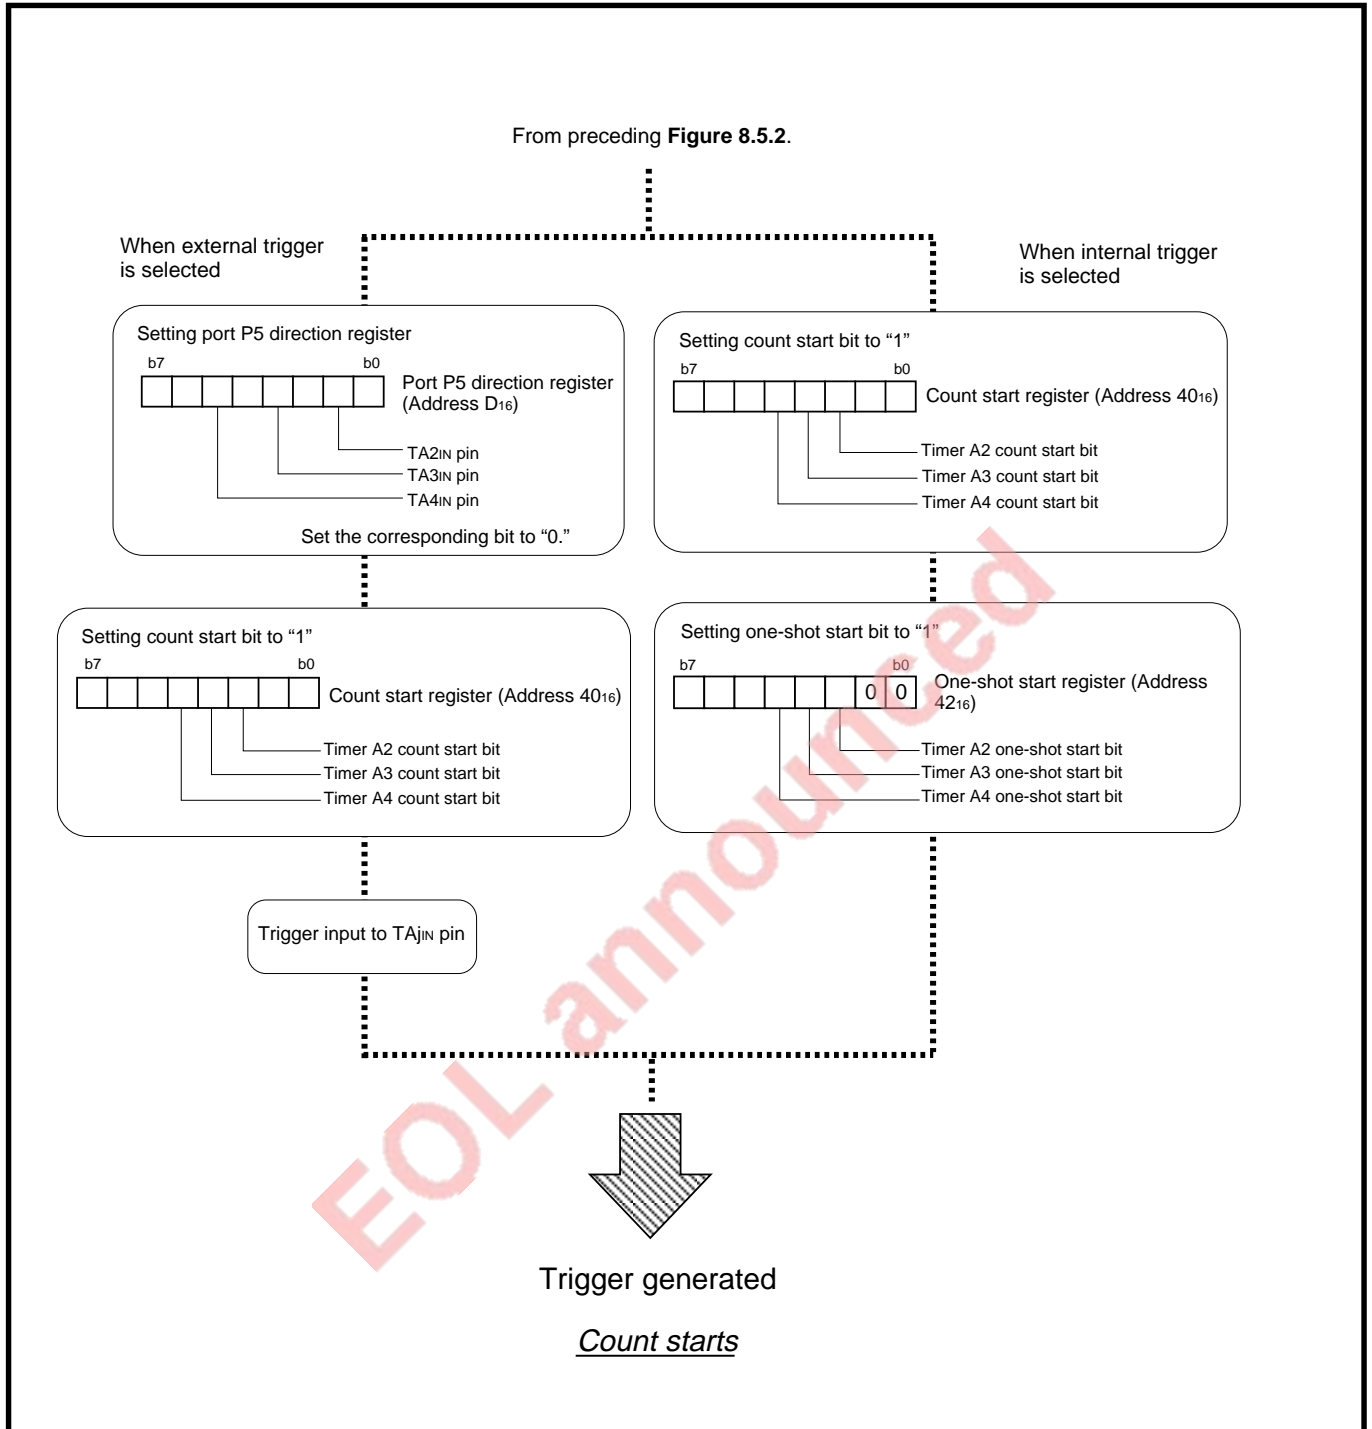 From preceding Figure 8.5.2.
When external trigger
is selected
When internal trigger
is selected
Setting port P5 direction register
b7 b0
Port P5 direction register
(Address D16)
TA2IN pin
TA3IN pin
TA4IN pin
Set the corresponding bit to “0.”
Setting count start bit to “1”
b7 b0
Count start register (Address 4016)
Timer A2 count start bit
Timer A3 count start bit
Timer A4 count start bit
Setting count start bit to “1”
b7 b0
Count start register (Address 4016)
Timer A2 count start bit
Timer A3 count start bit
Timer A4 count start bit
Setting one-shot start bit to “1”
b7 b0
0 0
One-shot start register (Address
4216)
Timer A2 one-shot start bit
Timer A3 one-shot start bit
Timer A4 one-shot start bit
Trigger input to TAjIN pin
EOL announced
Trigger generated
Count starts